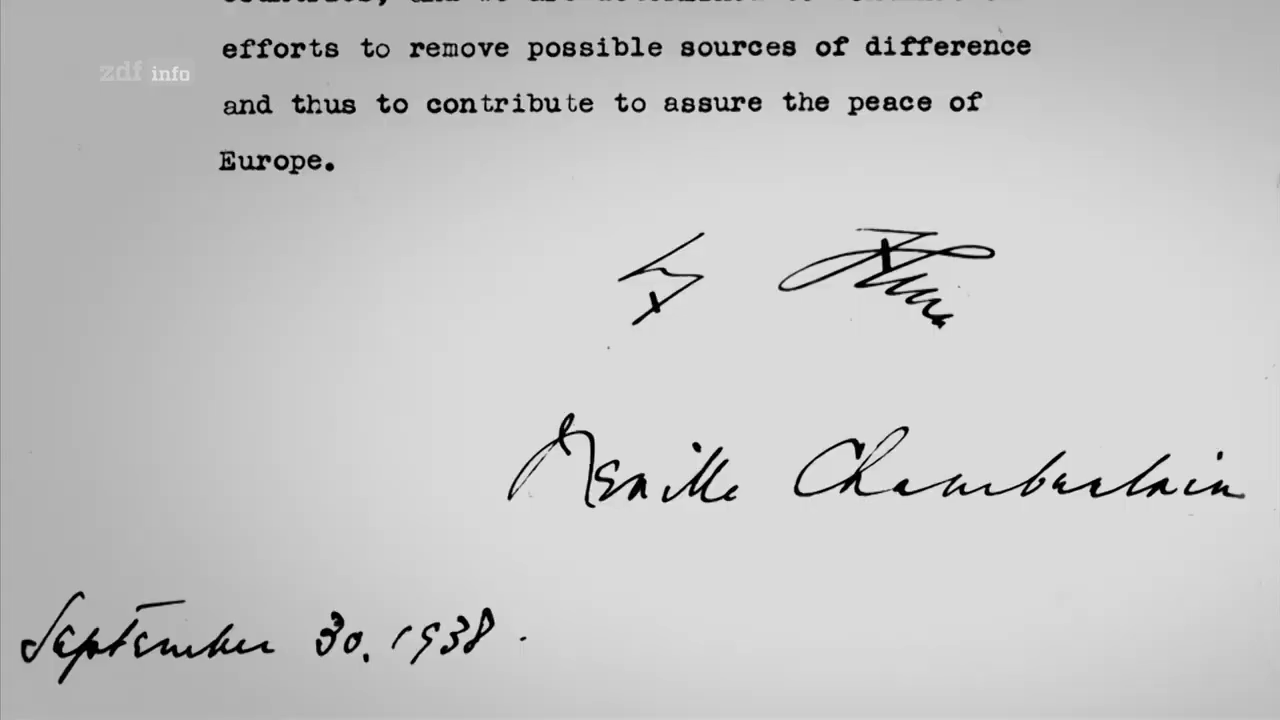 zdf info
efforts to remove possible sources of difference
and thus to contribute to assure the peace of
Europe.
Neville Chamberlain
September 30, 1938.